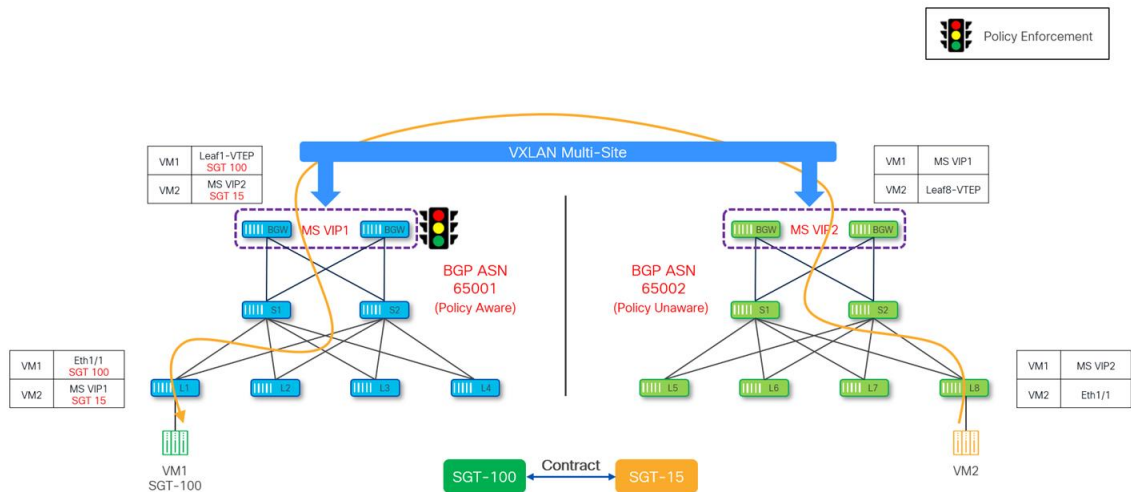 Policy Enforcement
VXLAN Multi-Site
VM1
Leaf1-VTEP
SGT 100
VM2
MS VIP2
SGT 15
VM1
MS VIP1
VM2
Leaf8-VTEP
BGW
MS VIP1
BGW
BGW
MS VIP2
BGW
BGP ASN
65001
(Policy Aware)
BGP ASN
65002
(Policy Unaware)
S1
S2
S1
S2
VM1
Eth1/1
SGT 100
VM2
MS VIP1
SGT 15
L1
L2
L3
L4
L5
L6
L7
L8
VM1
MS VIP2
VM2
Eth1/1
VM1
SGT-100
VM2
SGT-100
Contract
SGT-15